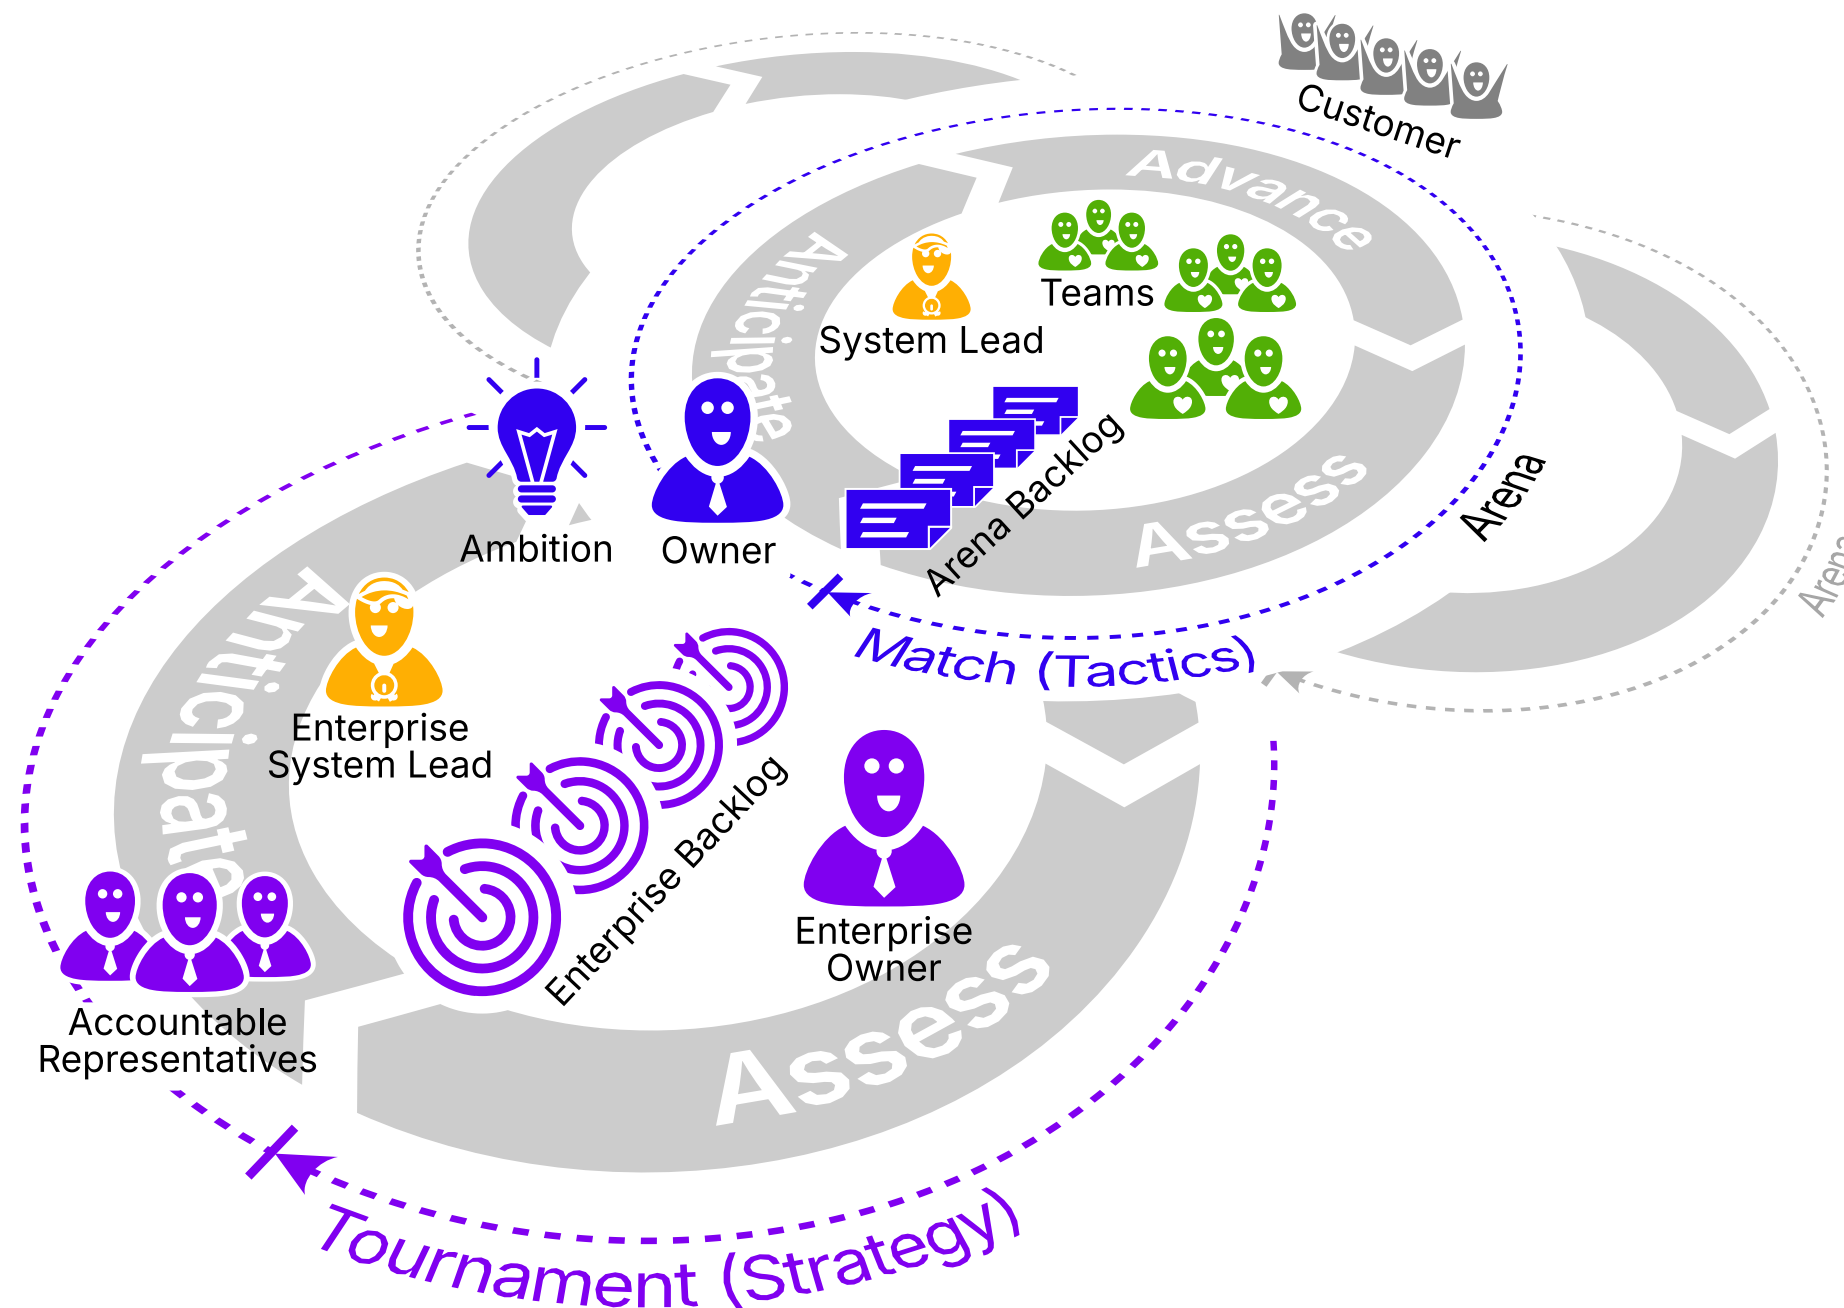 Customer
Advance
Anticipate
Teams
System Lead
Arena Backlog
Assess
Arena
Arena
Ambition
Owner
Match (Tactics)
Anticipate
Enterprise
System Lead
Enterprise Backlog
Enterprise
Owner
Accountable
Representatives
Assess
Tournament (Strategy)